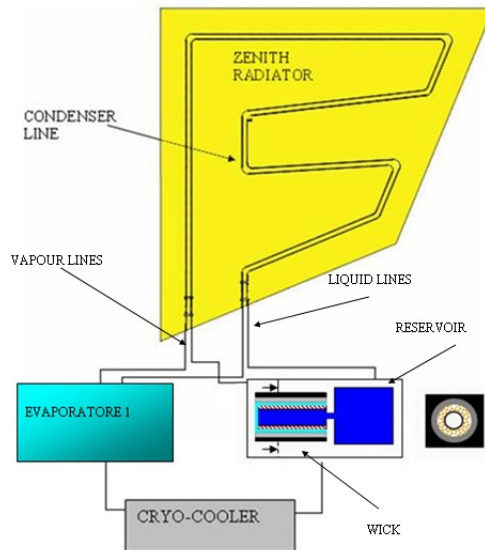 ZENITH
RADIATOR
CONDENSER
LINE
VAPOUR LINES
LIQUID LINES
RESERVOIR
EVAPORATORE 1
CRYO-COOLER
WICK